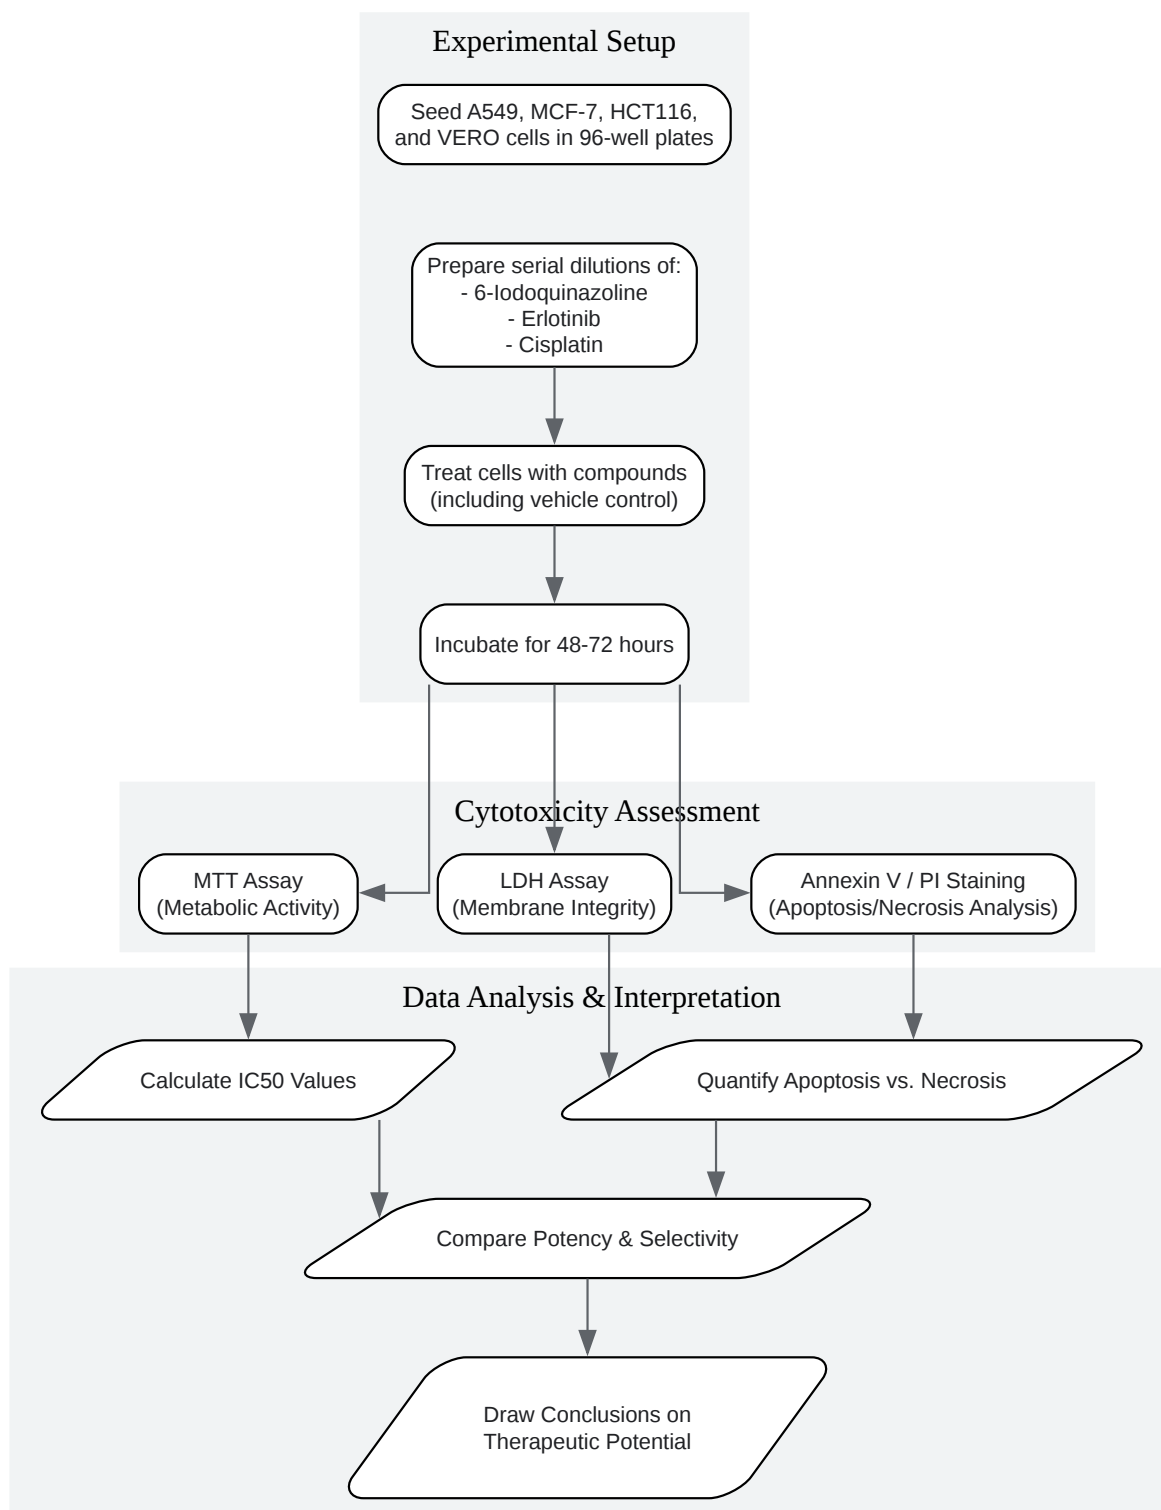 Experimental Setup
Seed A549, MCF-7, HCT116,
and VERO cells in 96-well plates
Prepare serial dilutions of:
- 6-Iodoquinazoline
- Erlotinib
- Cisplatin
Treat cells with compounds
(including vehicle control)
Incubate for 48-72 hours
Cytotoxicity Assessment
MTT Assay
(Metabolic Activity)
LDH Assay
(Membrane Integrity)
Annexin V / PI Staining
(Apoptosis/Necrosis Analysis)
Data Analysis & Interpretation
Calculate IC50 Values
Quantify Apoptosis vs. Necrosis
Compare Potency & Selectivity
Draw Conclusions on
Therapeutic Potential